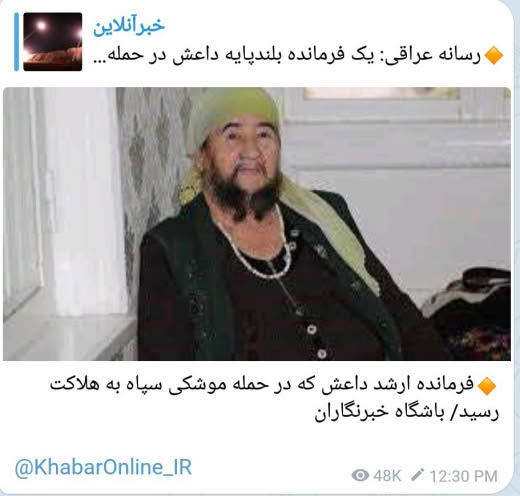 خبرآنلاین
🔸رسانه عراقی: یک فرمانده بلندپایه داعش در حمله...
🔸فرمانده ارشد داعش که در حمله موشکی سپاه به هلاکت
رسید/ باشگاه خبرنگاران
@KhabarOnline_IR
48K 12:30 PM